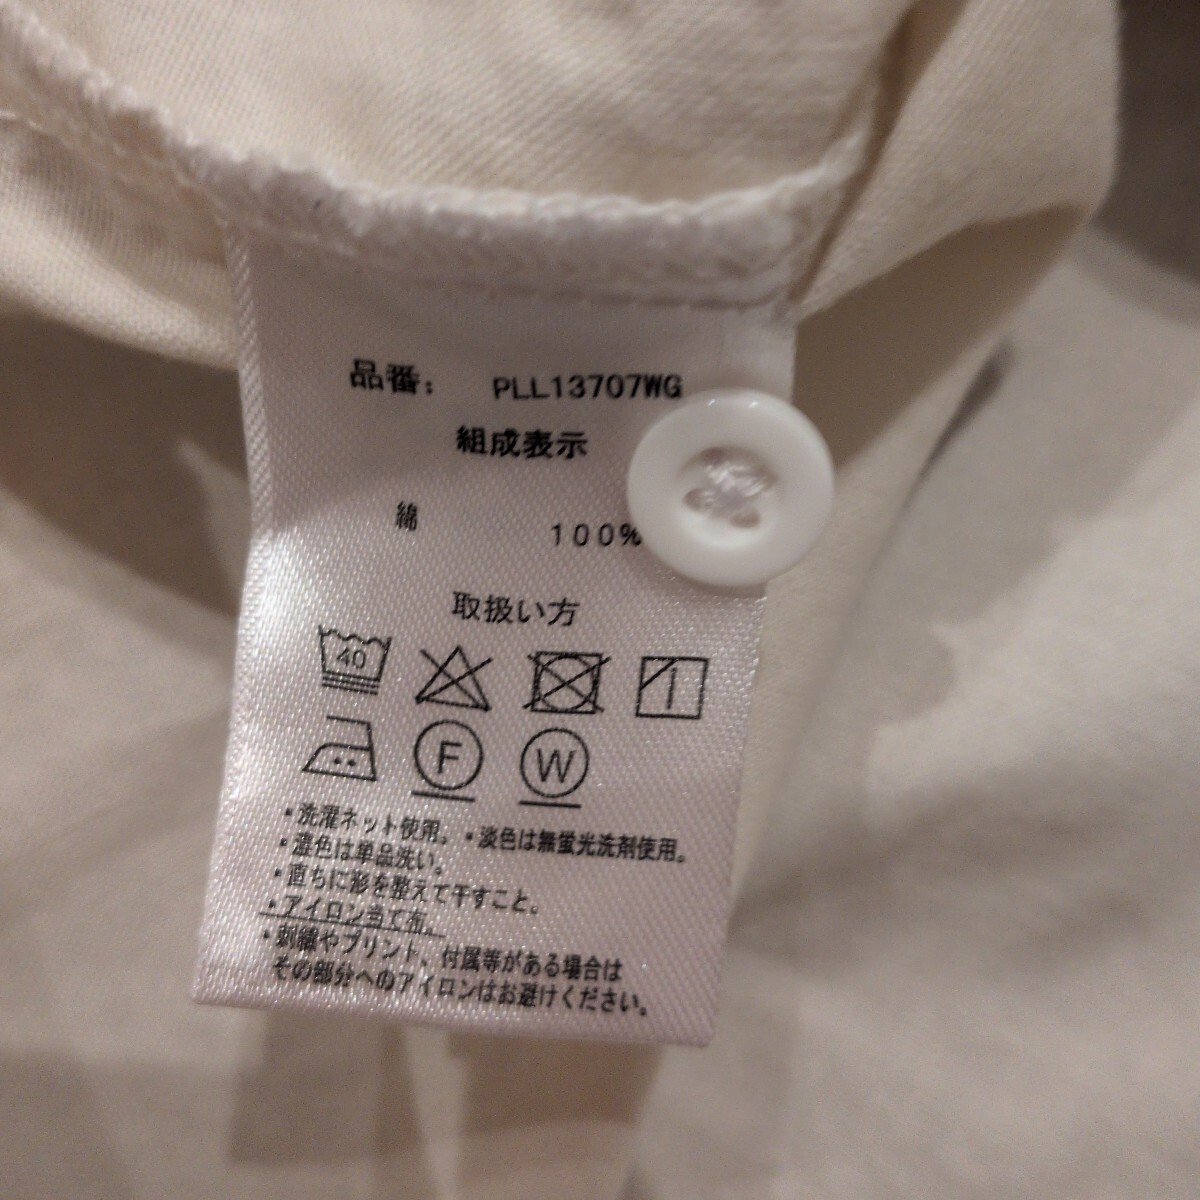 品番: PLL13707WG
組成表示
綿 100%
取扱い方
40
F W
・洗濯ネット使用。・淡色は無蛍光洗剤使用。
・濃色は単品洗い。
・直ちに形を整えて干すこと。
・アイロン当て布。
・刺繍やプリント、付属等がある場合は
その部分へのアイロンはお避けください。